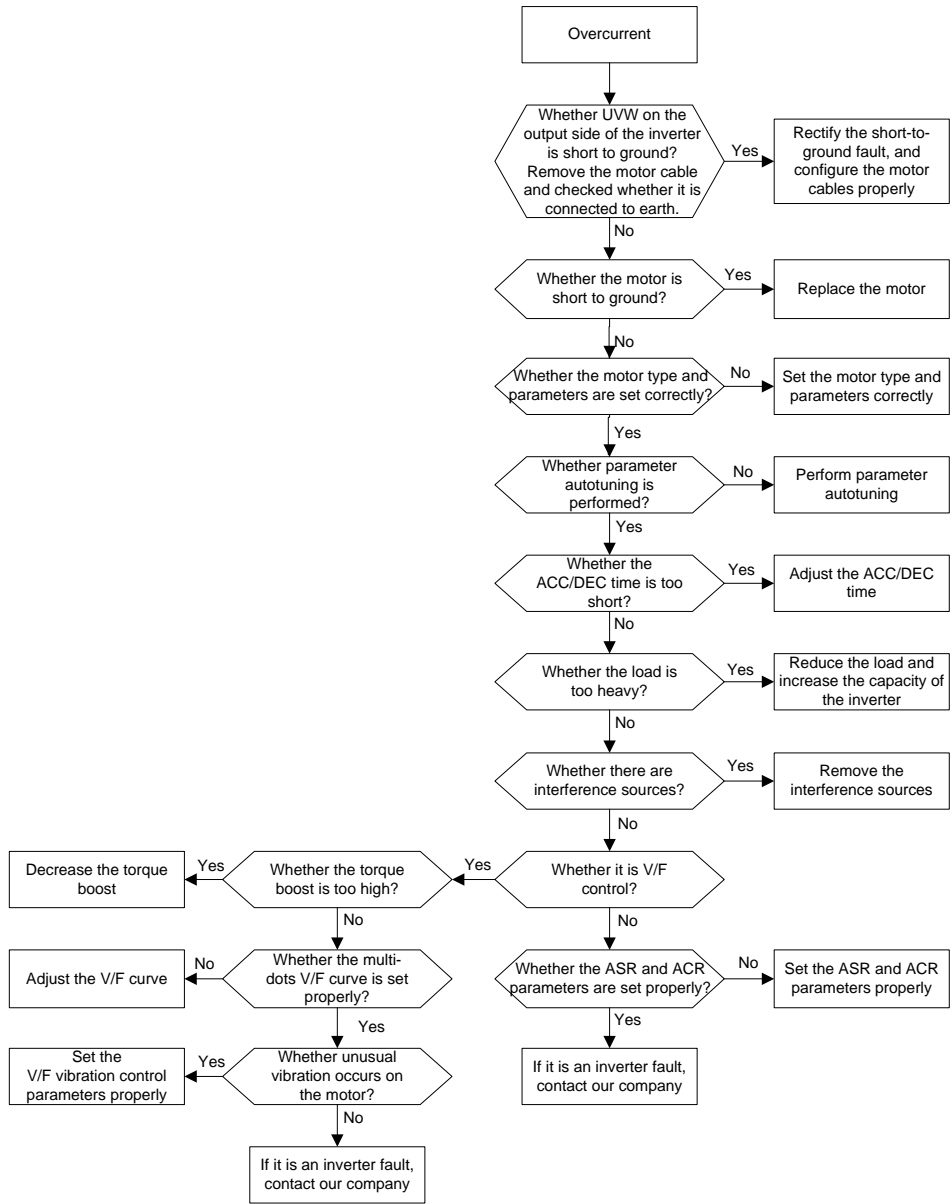 Overcurrent
Whether UVW on the
output side of the inverter
is short to ground?
Remove the motor cable
and checked whether it is
connected to earth.
Yes
Rectify the short-to-
ground fault, and
configure the motor
cables properly
No
Whether the motor is
short to ground?
Yes
Replace the motor
No
Whether the motor type and
parameters are set correctly?
No
Set the motor type and
parameters correctly
Yes
Whether parameter
autotuning is
performed?
No
Perform parameter
autotuning
Yes
Whether the
ACC/DEC time is too
short?
Yes
Adjust the ACC/DEC
time
No
Whether the load is
too heavy?
Yes
Reduce the load and
increase the capacity of
the inverter
No
Whether there are
interference sources?
Yes
Remove the
interference sources
No
Whether it is V/F
control?
Yes
Whether the torque
boost is too high?
Yes
Decrease the torque
boost
No
Whether the multi-
dots V/F curve is set
properly?
No
Adjust the V/F curve
Yes
Whether unusual
vibration occurs on
the motor?
Yes
Set the
V/F vibration control
parameters properly
No
If it is an inverter fault,
contact our company
No
Whether the ASR and ACR
parameters are set properly?
No
Set the ASR and ACR
parameters properly
Yes
If it is an inverter fault,
contact our company